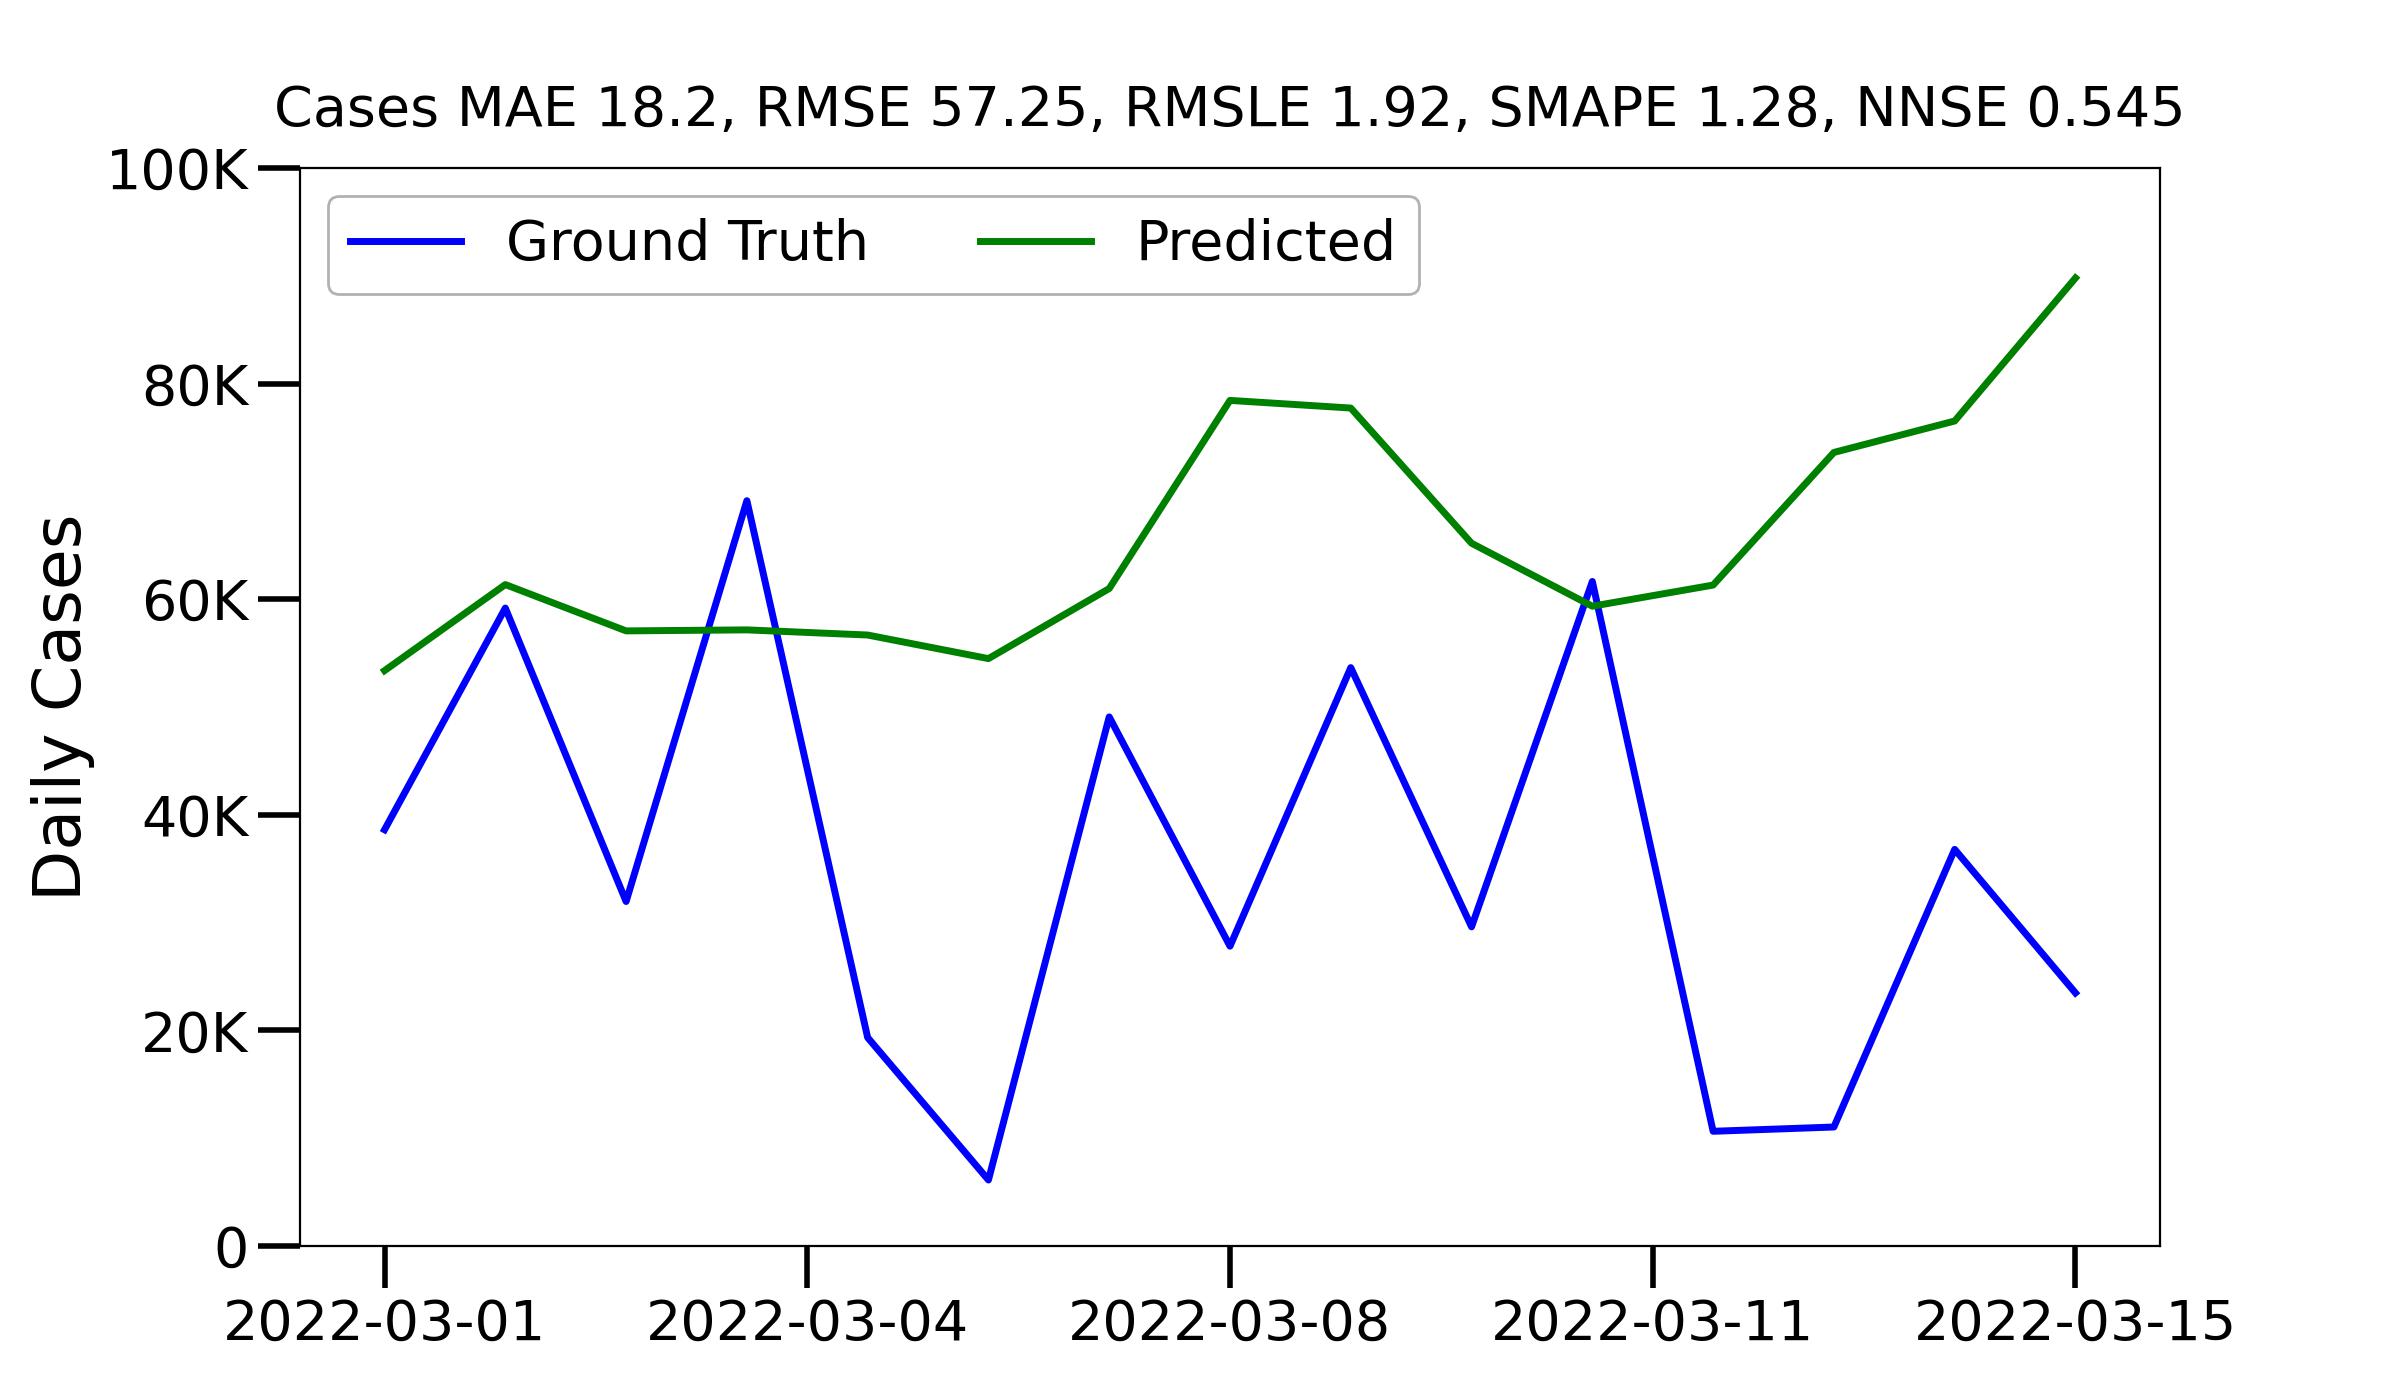 Cases MAE 18.2, RMSE 57.25, RMSLE 1.92, SMAPE 1.28, NNSE 0.545
100K
Ground Truth Predicted
80K
60K
40K
20K
0
Daily Cases
2022-03-01 2022-03-04 2022-03-08 2022-03-11 2022-03-15